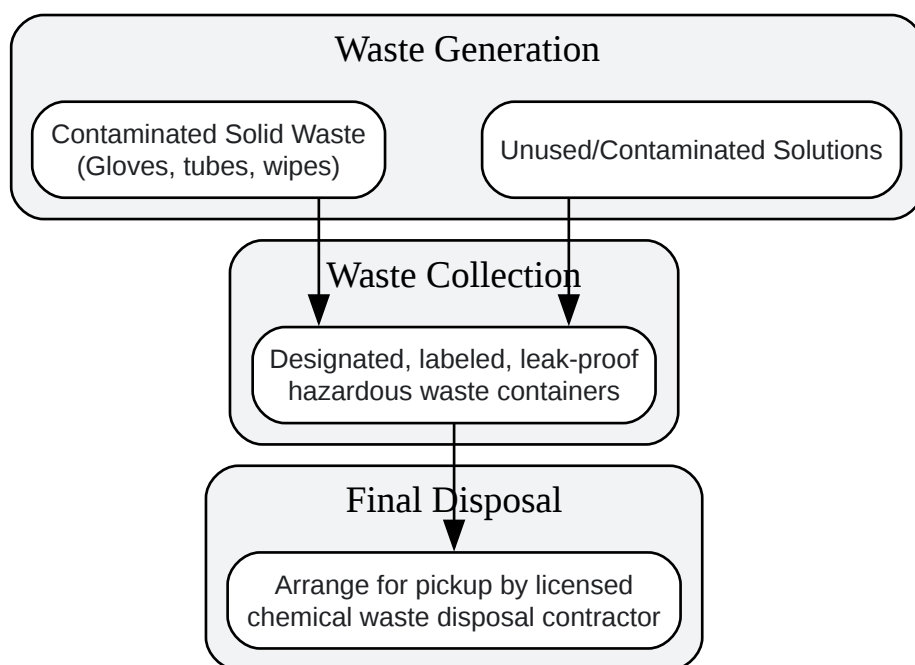 Waste Generation
Contaminated Solid Waste
(Gloves, tubes, wipes)
Unused/Contaminated Solutions
Waste Collection
Designated, labeled, leak-proof
hazardous waste containers
Final Disposal
Arrange for pickup by licensed
chemical waste disposal contractor